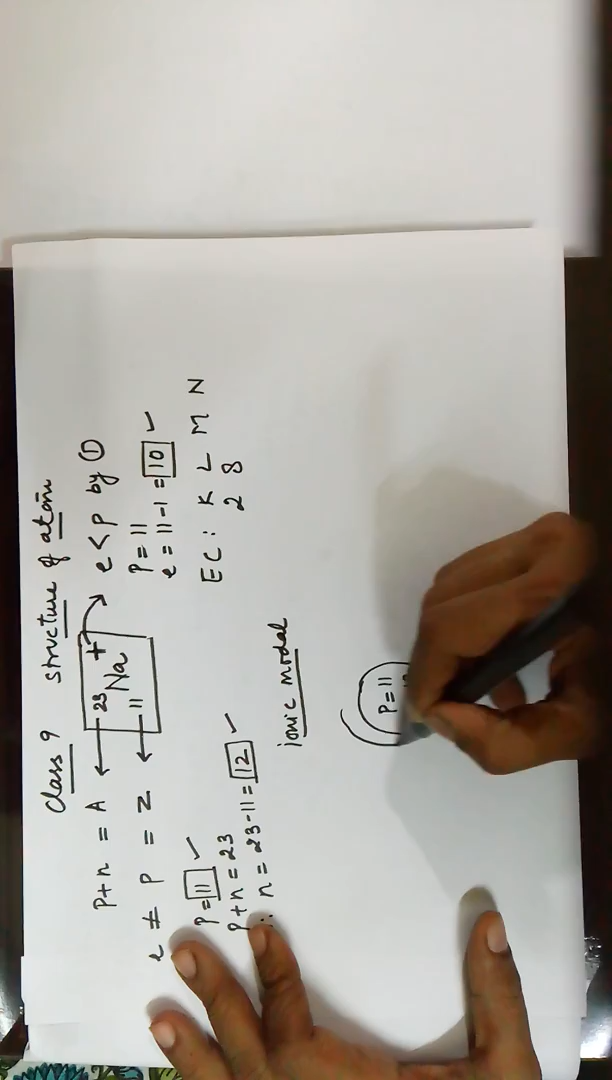 Class 9 structure of atom
p+n = A ← 23 Na + → e < p by ①
e ≠ p = Z ← 11
p = 11
e = 11 - 1 = 10 ✓
p = 11 ✓
p + n = 23
∴ n = 23 - 11 = 12 ✓
EC : K L M N
2 8
ionic modal
P = 11